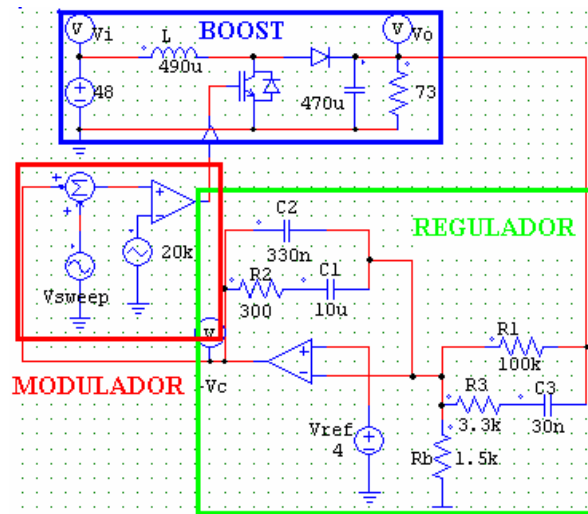 V
Vi
L
BOOST
V
Vo
490u
48
470u
73
Σ
20k
Vsweep
MODULADOR
REGULADOR
C2
330n
R2
C1
300
10u
V
-Vc
R1
100k
R3
C3
3.3k
30n
Vref
4
Rb
1.5k